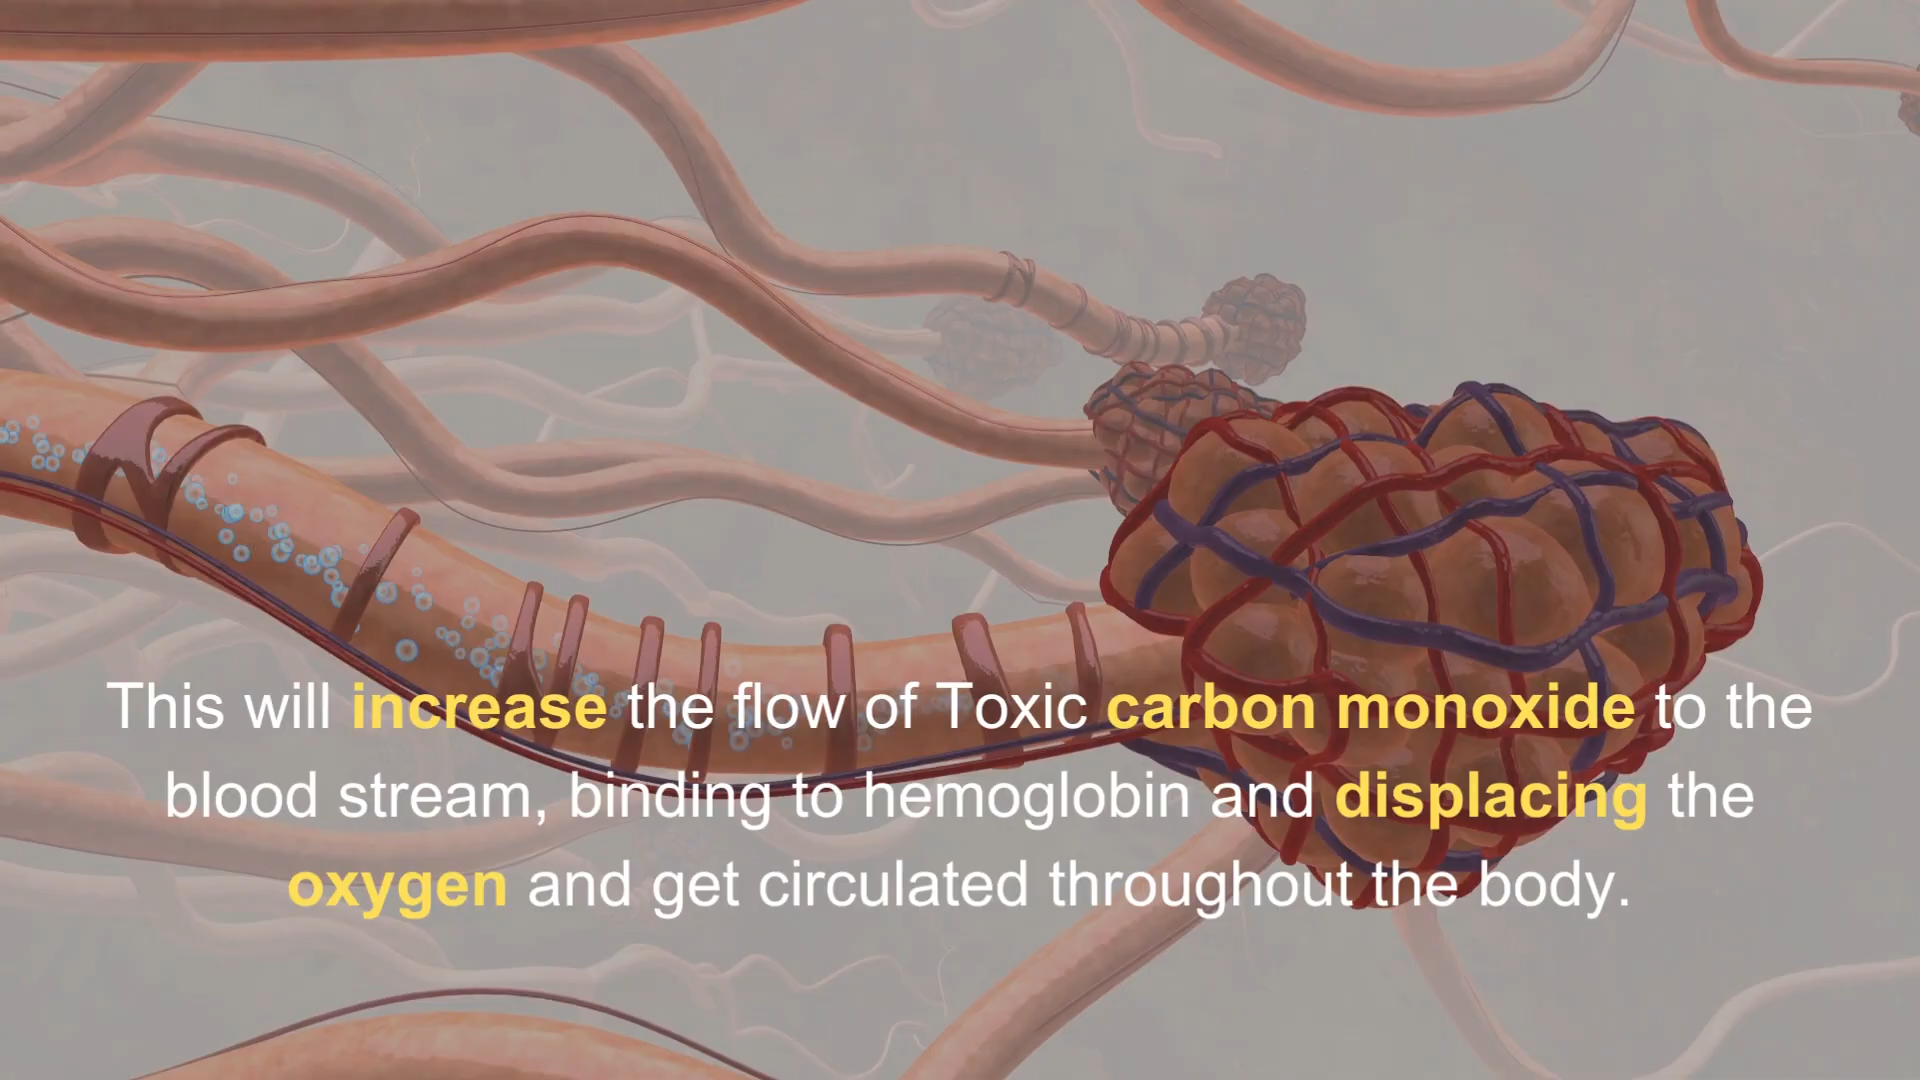 This will increase the flow of Toxic carbon monoxide to the
blood stream, binding to hemoglobin and displacing the
oxygen and get circulated throughout the body.